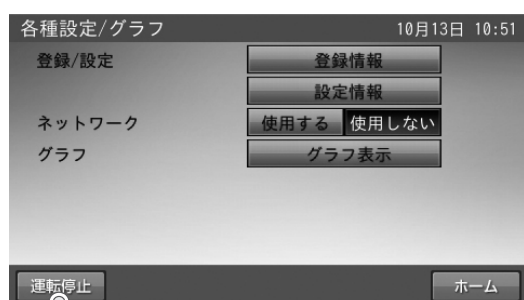 各種設定/グラフ 10月13日 10:51
登録/設定 登録情報
設定情報
ネットワーク 使用する 使用しない
グラフ グラフ表示
運転停止 ホーム